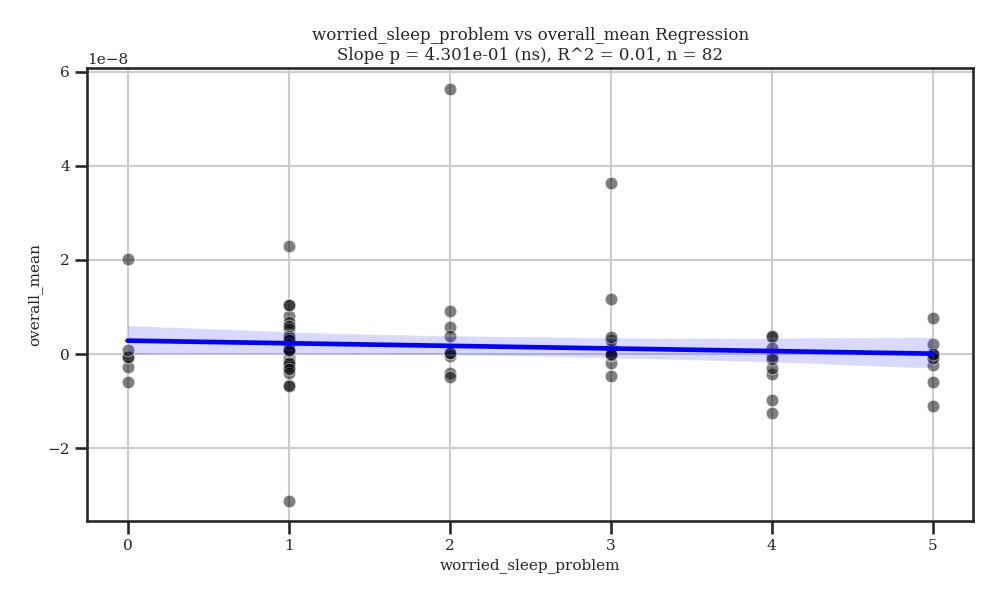 worried_sleep_problem vs overall_mean Regression
Slope p = 4.301e-01 (ns), R^2 = 0.01, n = 82
1e−8
6
4
2
0
−2
overall_mean
0 1 2 3 4 5
worried_sleep_problem